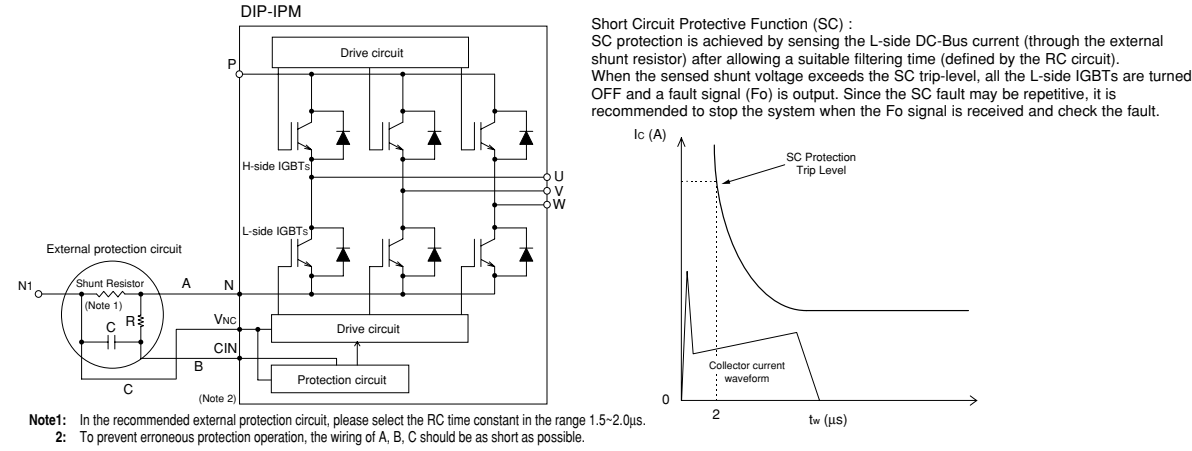 DIP-IPM
Drive circuit
P
H-side IGBTs
U
V
W
L-side IGBTs
External protection circuit
N1
Shunt Resistor
A
N
(Note 1)
R
C
VNC
Drive circuit
CIN
B
C
Protection circuit
(Note 2)
Short Circuit Protective Function (SC) :
SC protection is achieved by sensing the L-side DC-Bus current (through the external
shunt resistor) after allowing a suitable filtering time (defined by the RC circuit).
When the sensed shunt voltage exceeds the SC trip-level, all the L-side IGBTs are turned
OFF and a fault signal (Fo) is output. Since the SC fault may be repetitive, it is
recommended to stop the system when the Fo signal is received and check the fault.
Ic (A)
SC Protection
Trip Level
Collector current
waveform
0
2
tw (μs)
Note1: In the recommended external protection circuit, please select the RC time constant in the range 1.5~2.0μs.
2: To prevent erroneous protection operation, the wiring of A, B, C should be as short as possible.